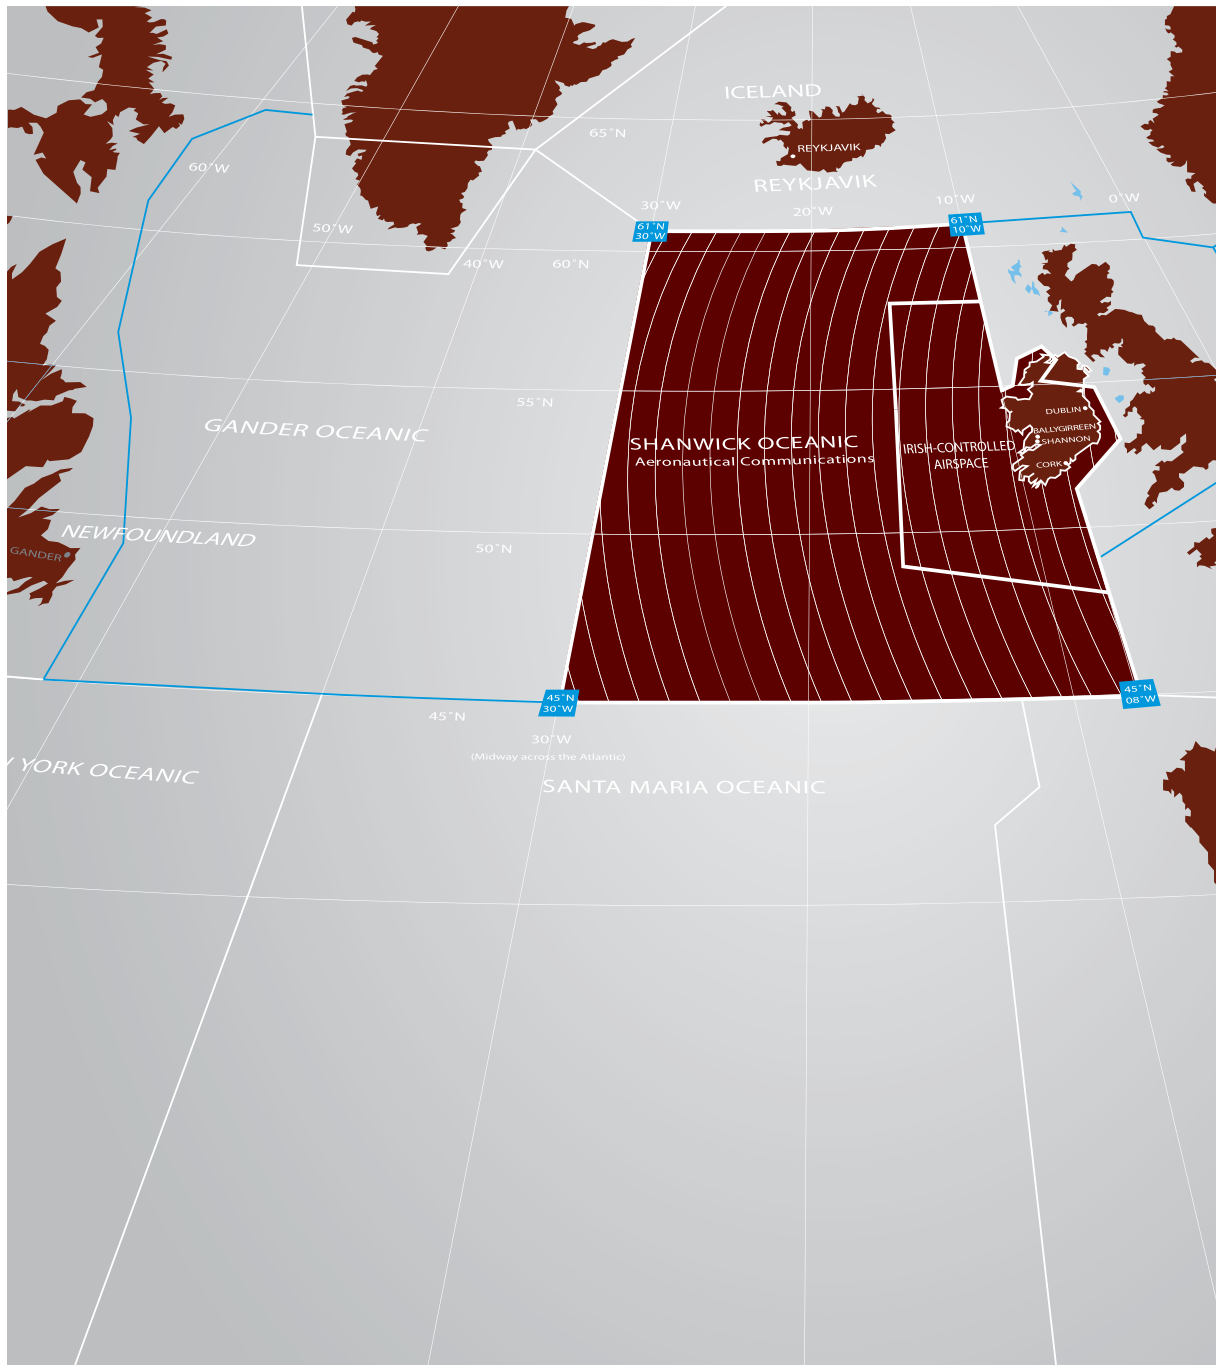 ICELAND
65°N
REYKJAVIK
60°W
REYKJAVIK
30°W
20°W
10°W
0°W
50°W
61°N
30°W
61°N
10°W
40°W
60°N
55°N
DUBLIN
GANDER OCEANIC
BALLYGIRREEN
SHANWICK OCEANIC
Aeronautical Communications
IRISH-CONTROLLED
AIRSPACE
SHANNON
CORK
NEWFOUNDLAND
GANDER
50°N
45°N
30°W
45°N
08°W
45°N
30°W
(Midway across the Atlantic)
YORK OCEANIC
SANTA MARIA OCEANIC